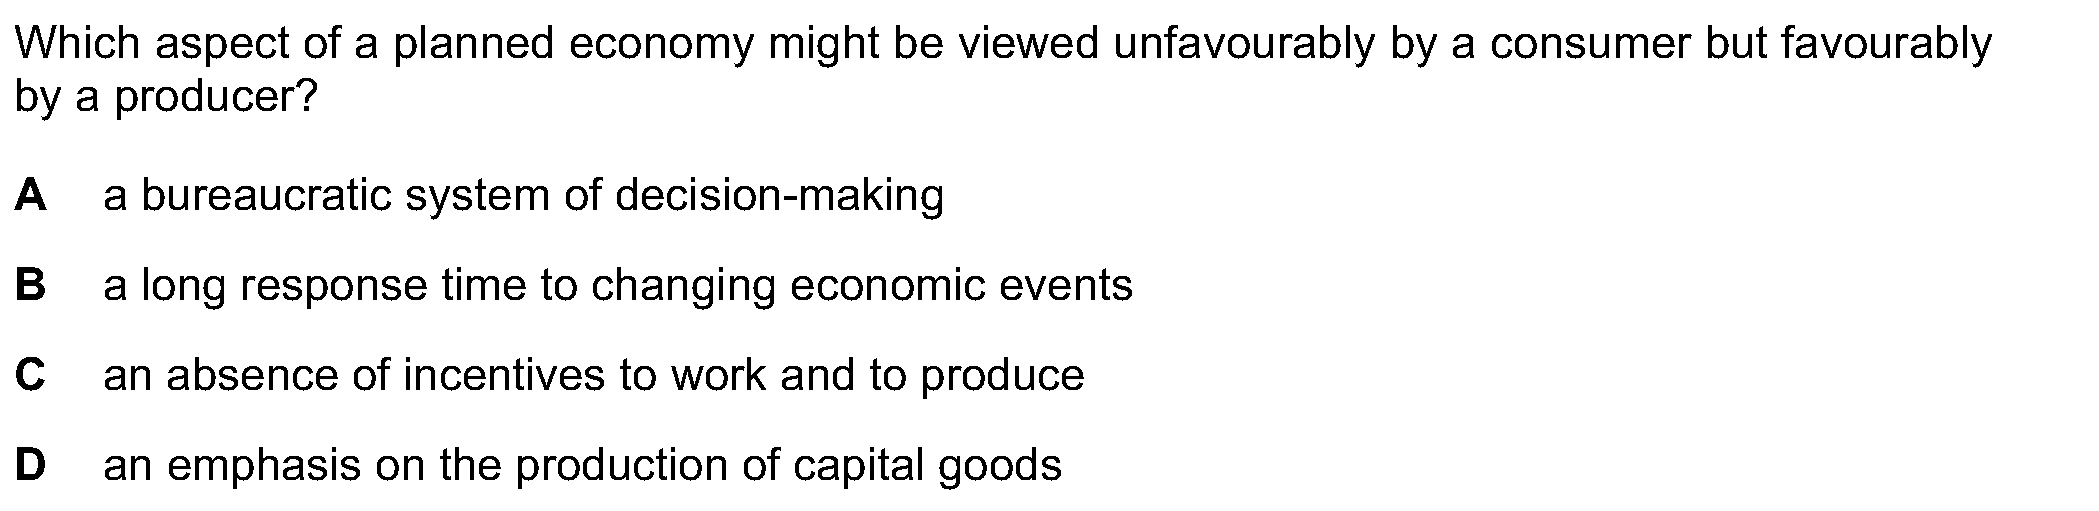 Which aspect of a planned economy might be viewed unfavourably by a consumer but favourably
by a producer?
A a bureaucratic system of decision-making
B a long response time to changing economic events
C an absence of incentives to work and to produce
D an emphasis on the production of capital goods